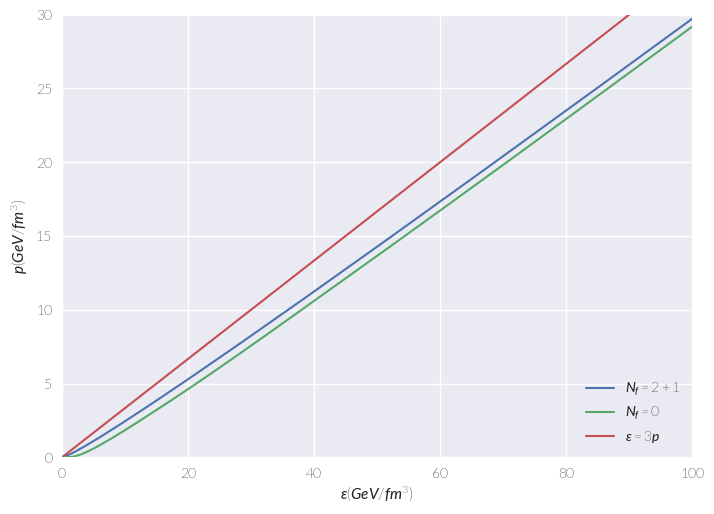 30
25
20
15
10
5
0
p(GeV/fm³)
0 20 40 60 80 100
ε(GeV/fm³)
N_f = 2 + 1
N_f = 0
ε = 3p